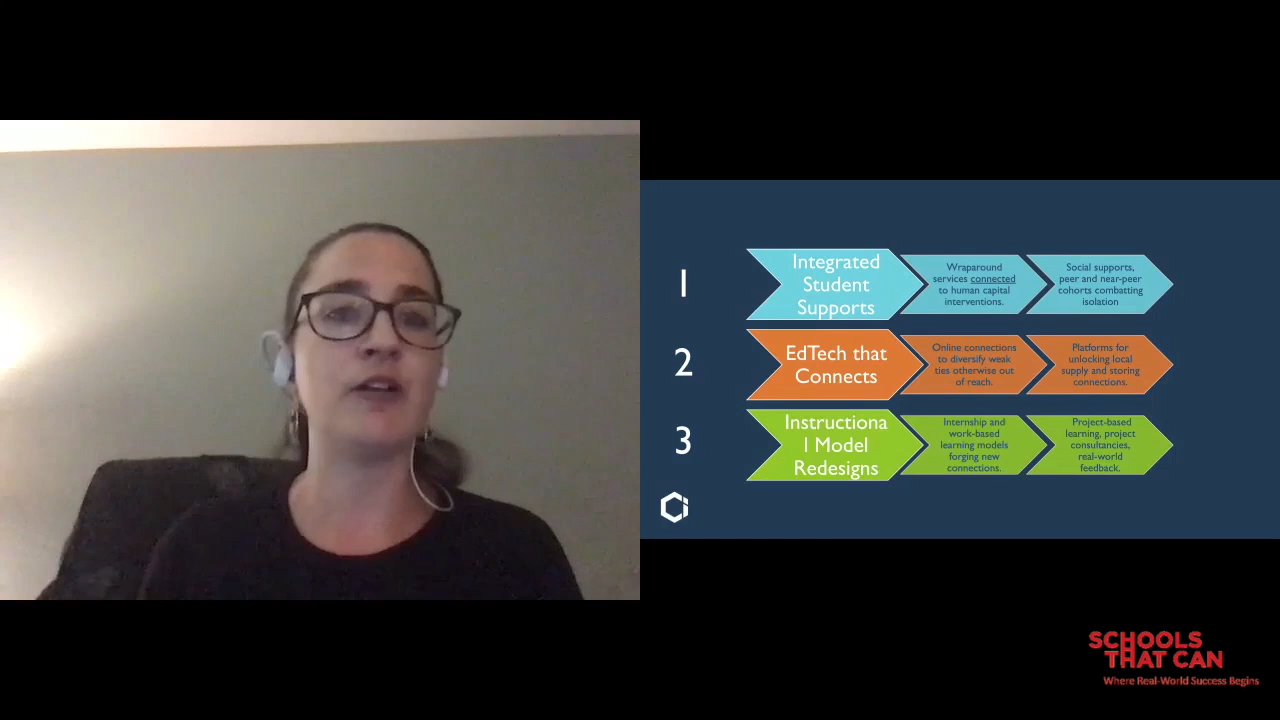 1
Integrated
Student
Supports
Wraparound
services connected
to human capital
interventions.
Social supports,
peer and near-peer
cohorts combatting
isolation
2
EdTech that
Connects
Online connections
to diversify weak
ties otherwise out
of reach.
Platforms for
unlocking local
supply and storing
connections.
3
Instructiona
l Model
Redesigns
Internship and
work-based
learning models
forging new
connections.
Project-based
learning, project
consultancies,
real-world
feedback.
SCHOOLS
THAT CAN
Where Real-World Success Begins